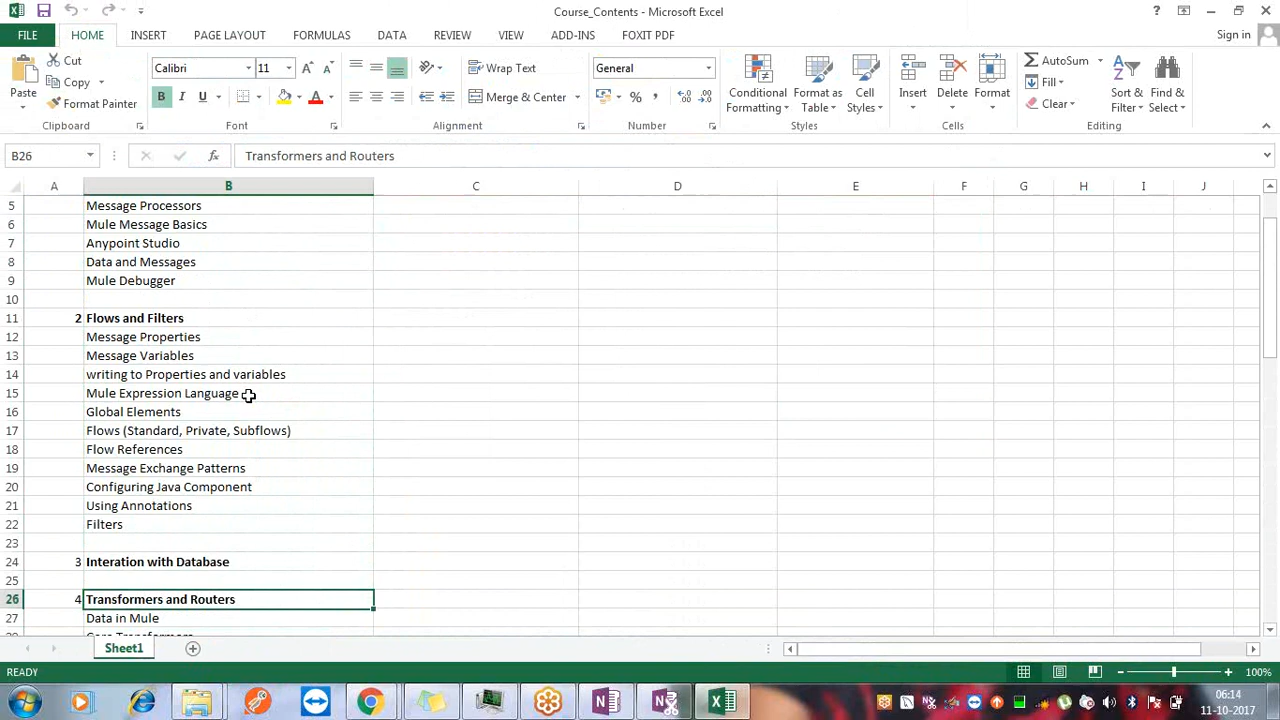 Course_Contents - Microsoft Excel
FILE HOME INSERT PAGE LAYOUT FORMULAS DATA REVIEW VIEW ADD-INS FOXIT PDF Sign in
Paste
Cut
Copy
Format Painter
Clipboard
Calibri 11
B I U
Font
Wrap Text
Merge & Center
Alignment
General
%
Number
Conditional Formatting
Format as Table
Cell Styles
Styles
Insert Delete Format
Cells
AutoSum
Fill
Clear
Sort & Filter
Find & Select
Editing
B26 fx Transformers and Routers
A B C D E F G H I J
5 Message Processors
6 Mule Message Basics
7 Anypoint Studio
8 Data and Messages
9 Mule Debugger
10
11 2 Flows and Filters
12 Message Properties
13 Message Variables
14 writing to Properties and variables
15 Mule Expression Language
16 Global Elements
17 Flows (Standard, Private, Subflows)
18 Flow References
19 Message Exchange Patterns
20 Configuring Java Component
21 Using Annotations
22 Filters
23
24 3 Interation with Database
25
26 4 Transformers and Routers
27 Data in Mule
Sheet1
READY 100%
06:14
11-10-2017